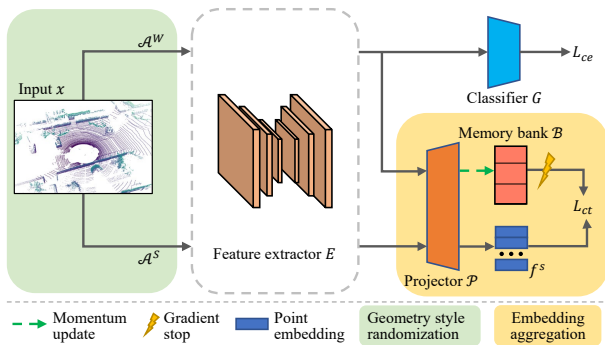 Input x
𝒜^W
𝒜^S
Feature extractor E
Classifier G
L_ce
Memory bank ℬ
L_ct
f^s
Projector 𝒫
Momentum
update
Gradient
stop
Point
embedding
Geometry style
randomization
Embedding
aggregation